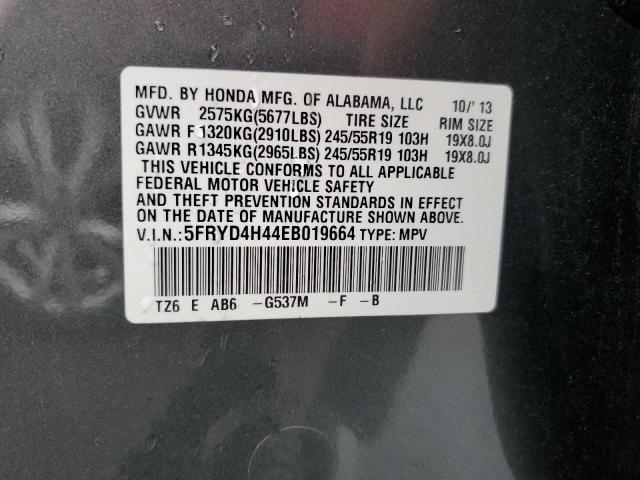 MFD. BY HONDA MFG. OF ALABAMA, LLC 10/'13
GVWR 2575KG(5677LBS) TIRE SIZE RIM SIZE
GAWR F 1320KG(2910LBS) 245/55R19 103H 19X8.0J
GAWR R1345KG(2965LBS) 245/55R19 103H 19X8.0J
THIS VEHICLE CONFORMS TO ALL APPLICABLE
FEDERAL MOTOR VEHICLE SAFETY
AND THEFT PREVENTION STANDARDS IN EFFECT
ON THE DATE OF MANUFACTURE SHOWN ABOVE.
V.I.N.:5FRYD4H44EB019664 TYPE: MPV
TZ6 E AB6 -G537M -F -B